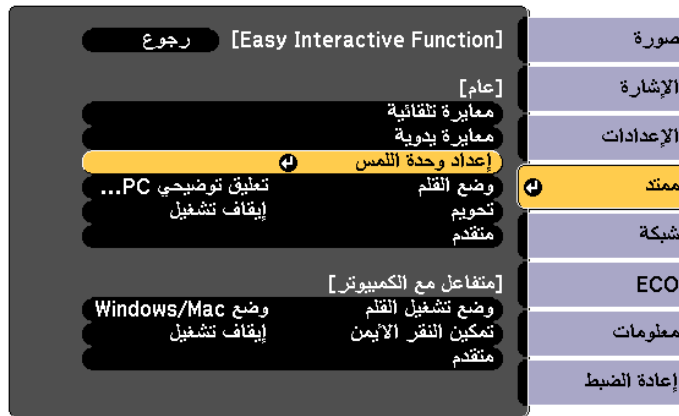 صورة
الإشارة
الإعدادات
ممتد
شبكة
ECO
معلومات
إعادة الضبط
[Easy Interactive Function] رجوع
[عام]
معايرة تلقائية
معايرة يدوية
إعداد وحدة اللمس
وضع القلم تعليق توضيحي PC...
تحويم إيقاف تشغيل
متقدم
[متفاعل مع الكمبيوتر]
وضع تشغيل القلم وضع Windows/Mac
تمكين النقر الأيمن إيقاف تشغيل
متقدم